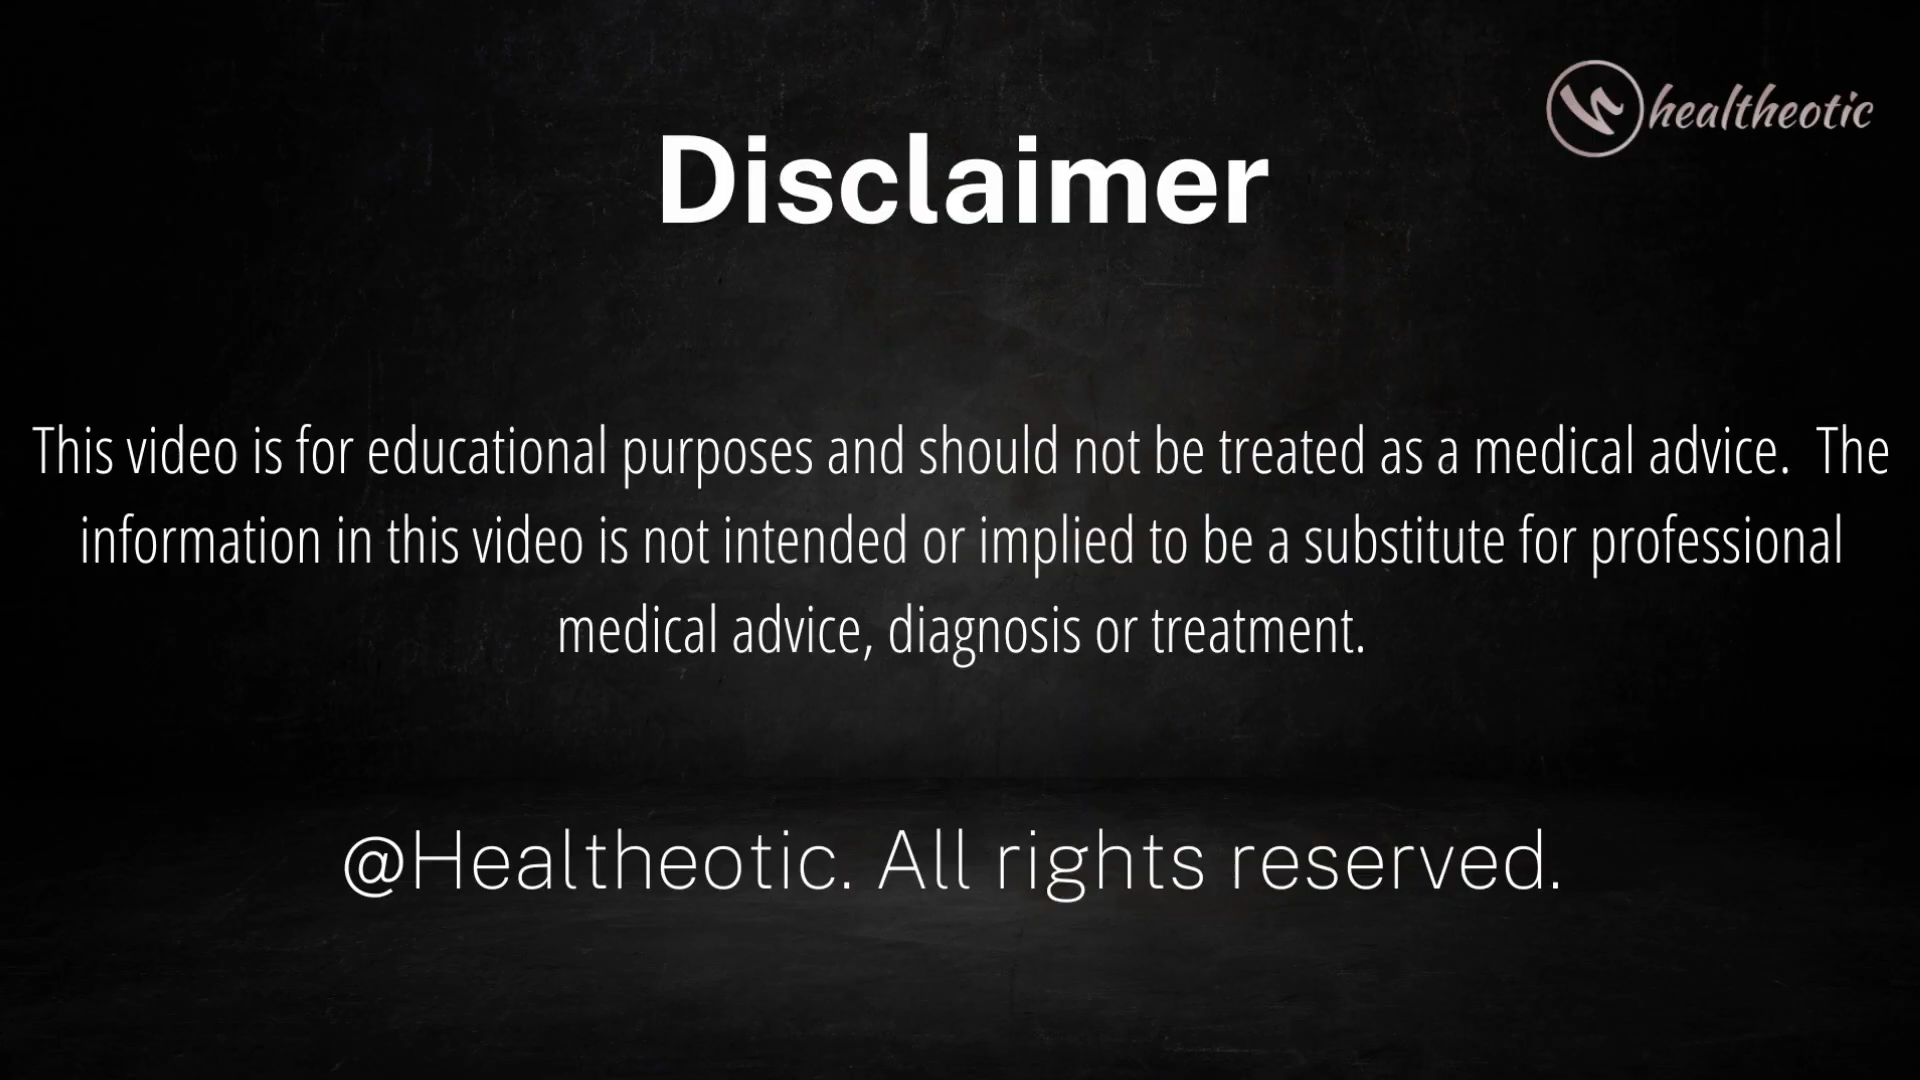 healtheotic
Disclaimer
This video is for educational purposes and should not be treated as a medical advice.  The
information in this video is not intended or implied to be a substitute for professional
medical advice, diagnosis or treatment.
@Healtheotic. All rights reserved.